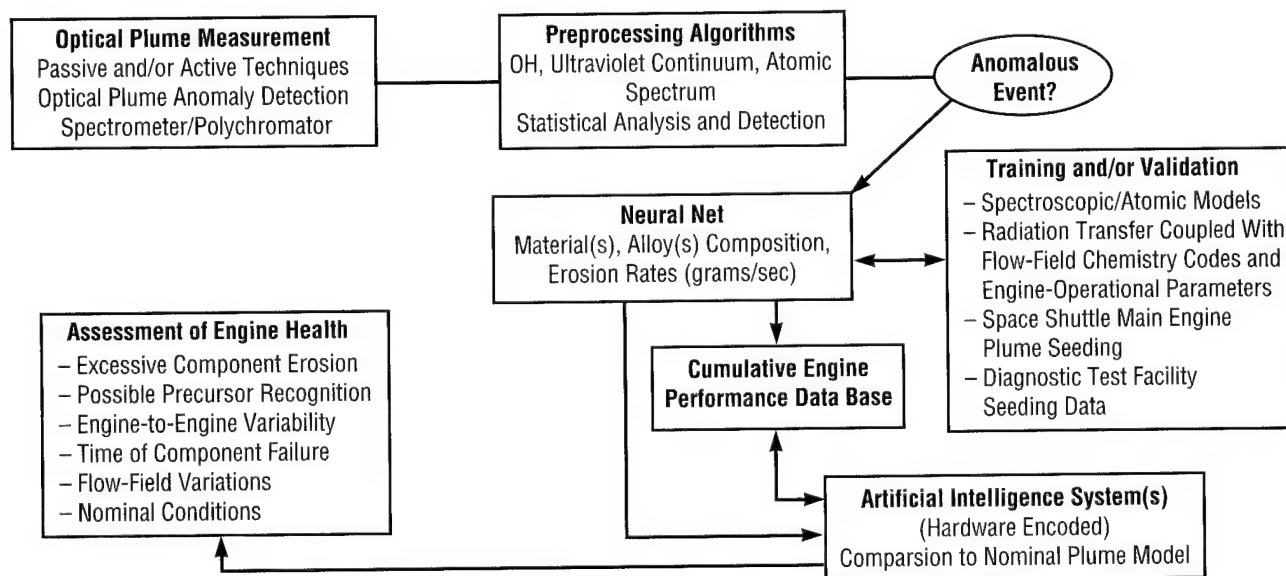 Optical Plume Measurement
Passive and/or Active Techniques
Optical Plume Anomaly Detection
Spectrometer/Polychromator
Preprocessing Algorithms
OH, Ultraviolet Continuum, Atomic
Spectrum
Statistical Analysis and Detection
Anomalous
Event?
Training and/or Validation
– Spectroscopic/Atomic Models
– Radiation Transfer Coupled With
Flow-Field Chemistry Codes and
Engine-Operational Parameters
– Space Shuttle Main Engine
Plume Seeding
– Diagnostic Test Facility
Seeding Data
Neural Net
Material(s), Alloy(s) Composition,
Erosion Rates (grams/sec)
Cumulative Engine
Performance Data Base
Assessment of Engine Health
– Excessive Component Erosion
– Possible Precursor Recognition
– Engine-to-Engine Variability
– Time of Component Failure
– Flow-Field Variations
– Nominal Conditions
Artificial Intelligence System(s)
(Hardware Encoded)
Comparsion to Nominal Plume Model